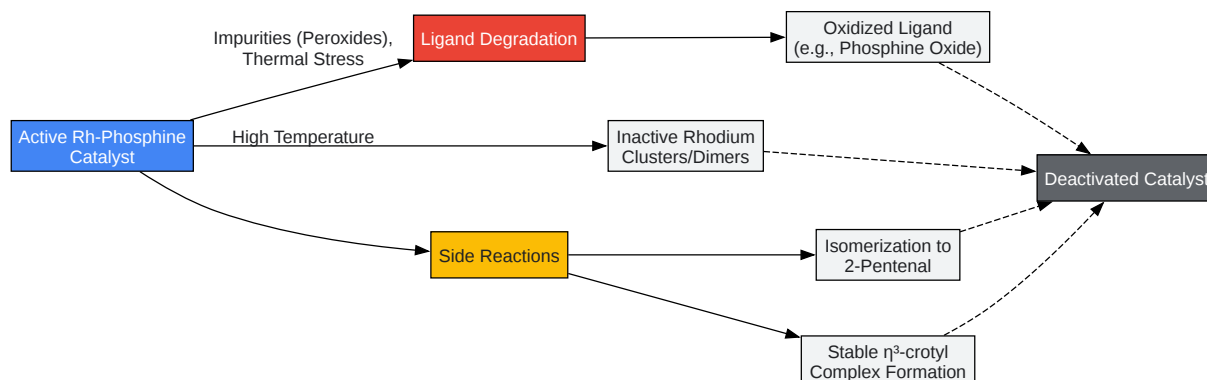 Impurities (Peroxides),
Thermal Stress
Ligand Degradation
Oxidized Ligand
(e.g., Phosphine Oxide)
Active Rh-Phosphine
Catalyst
High Temperature
Inactive Rhodium
Clusters/Dimers
Deactivated Catalyst
Side Reactions
Isomerization to
2-Pentenal
Stable η³-crotyl
Complex Formation